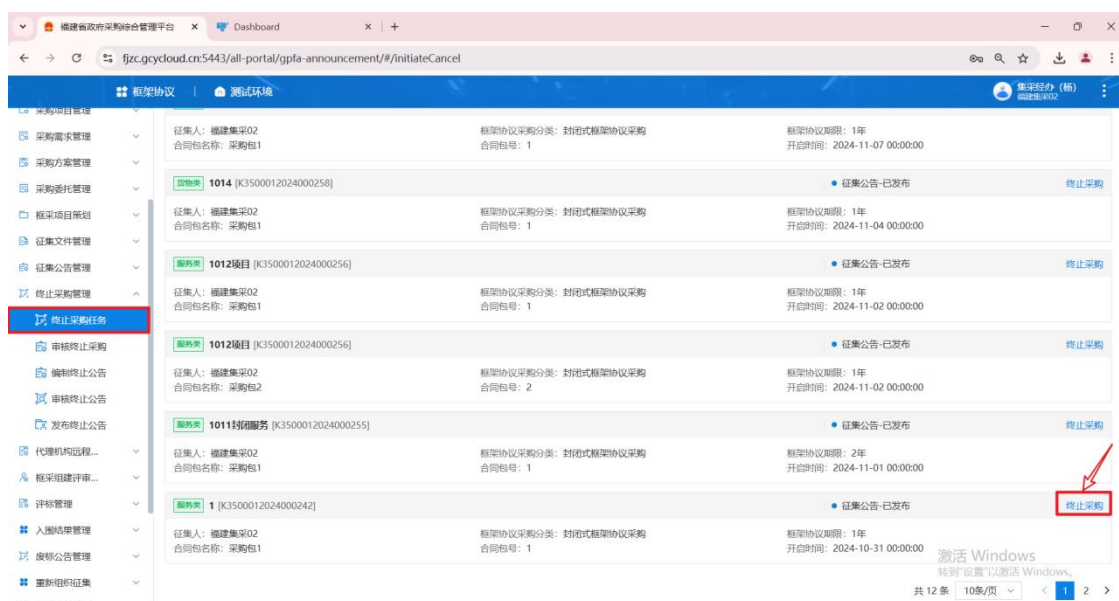 福建省政府采购综合管理平台
Dashboard
fjzc.gcycloud.cn:5443/all-portal/gpfa-announcement/#/initiateCancel
框架协议 | 测试环境
集采经办（杨）
福建集采02
采购项目管理
采购需求管理
采购方案管理
采购委托管理
框采项目策划
征集文件管理
征集公告管理
终止采购管理
终止采购任务
审核终止采购
编制终止公告
审核终止公告
发布终止公告
代理机构远程...
框采组建评审...
评标管理
入围结果管理
废标公告管理
重新组织征集
征集人：福建集采02 框架协议采购分类：封闭式框架协议采购 框架协议期限：1年
合同包名称：采购包1 合同包号：1 开启时间：2024-11-07 00:00:00
货物类 1014 [K3500012024000258] 征集公告-已发布 终止采购
征集人：福建集采02 框架协议采购分类：封闭式框架协议采购 框架协议期限：1年
合同包名称：采购包1 合同包号：1 开启时间：2024-11-04 00:00:00
服务类 1012项目 [K3500012024000256] 征集公告-已发布 终止采购
征集人：福建集采02 框架协议采购分类：封闭式框架协议采购 框架协议期限：1年
合同包名称：采购包1 合同包号：1 开启时间：2024-11-02 00:00:00
服务类 1012项目 [K3500012024000256] 征集公告-已发布 终止采购
征集人：福建集采02 框架协议采购分类：封闭式框架协议采购 框架协议期限：1年
合同包名称：采购包2 合同包号：2 开启时间：2024-11-02 00:00:00
服务类 1011封闭服务 [K3500012024000255] 征集公告-已发布 终止采购
征集人：福建集采02 框架协议采购分类：封闭式框架协议采购 框架协议期限：2年
合同包名称：采购包1 合同包号：1 开启时间：2024-11-01 00:00:00
服务类 1 [K3500012024000242] 征集公告-已发布 终止采购
征集人：福建集采02 框架协议采购分类：封闭式框架协议采购 框架协议期限：1年
合同包名称：采购包1 合同包号：1 开启时间：2024-10-31 00:00:00
激活 Windows
转到"设置"以激活 Windows。
共 12 条 10条/页 1 2